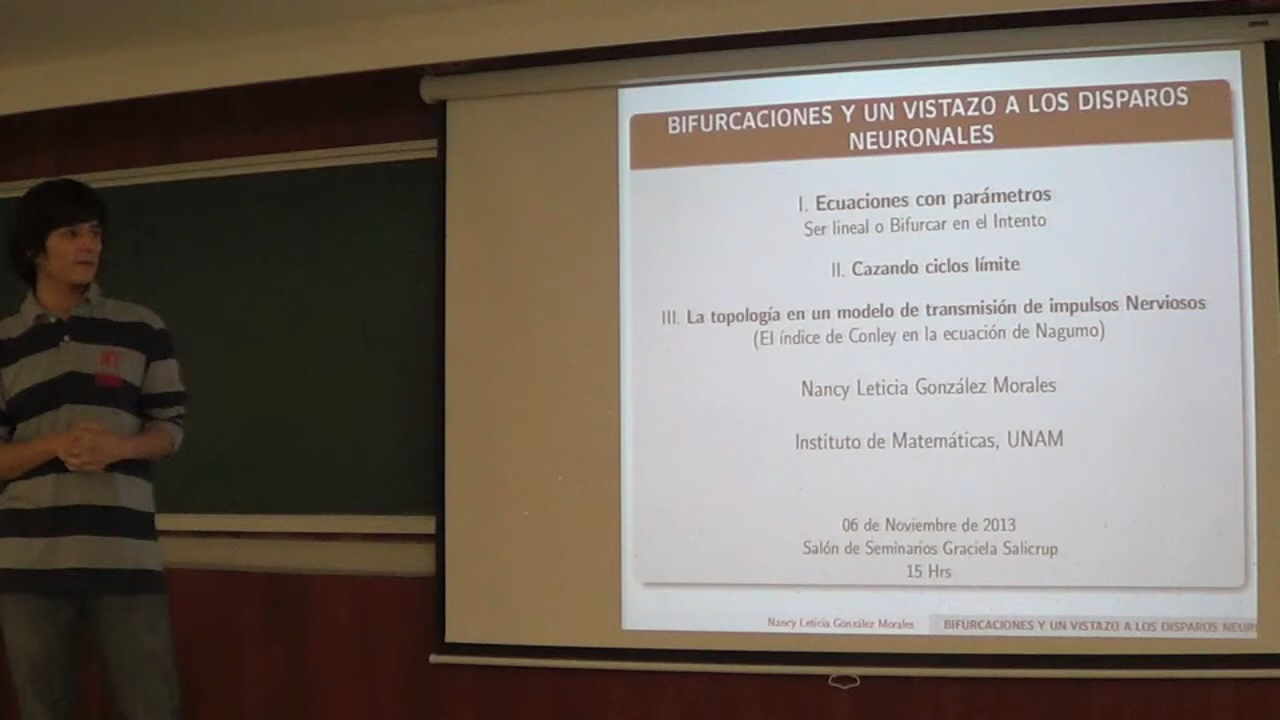 BIFURCACIONES Y UN VISTAZO A LOS DISPAROS
NEURONALES
I. Ecuaciones con parámetros
Ser lineal o Bifurcar en el Intento
II. Cazando ciclos límite
III. La topología en un modelo de transmisión de impulsos Nerviosos
(El índice de Conley en la ecuación de Nagumo)
Nancy Leticia González Morales
Instituto de Matemáticas, UNAM
06 de Noviembre de 2013
Salón de Seminarios Graciela Salicrup
15 Hrs
Nancy Leticia González Morales BIFURCACIONES Y UN VISTAZO A LOS DISPAROS NEUR